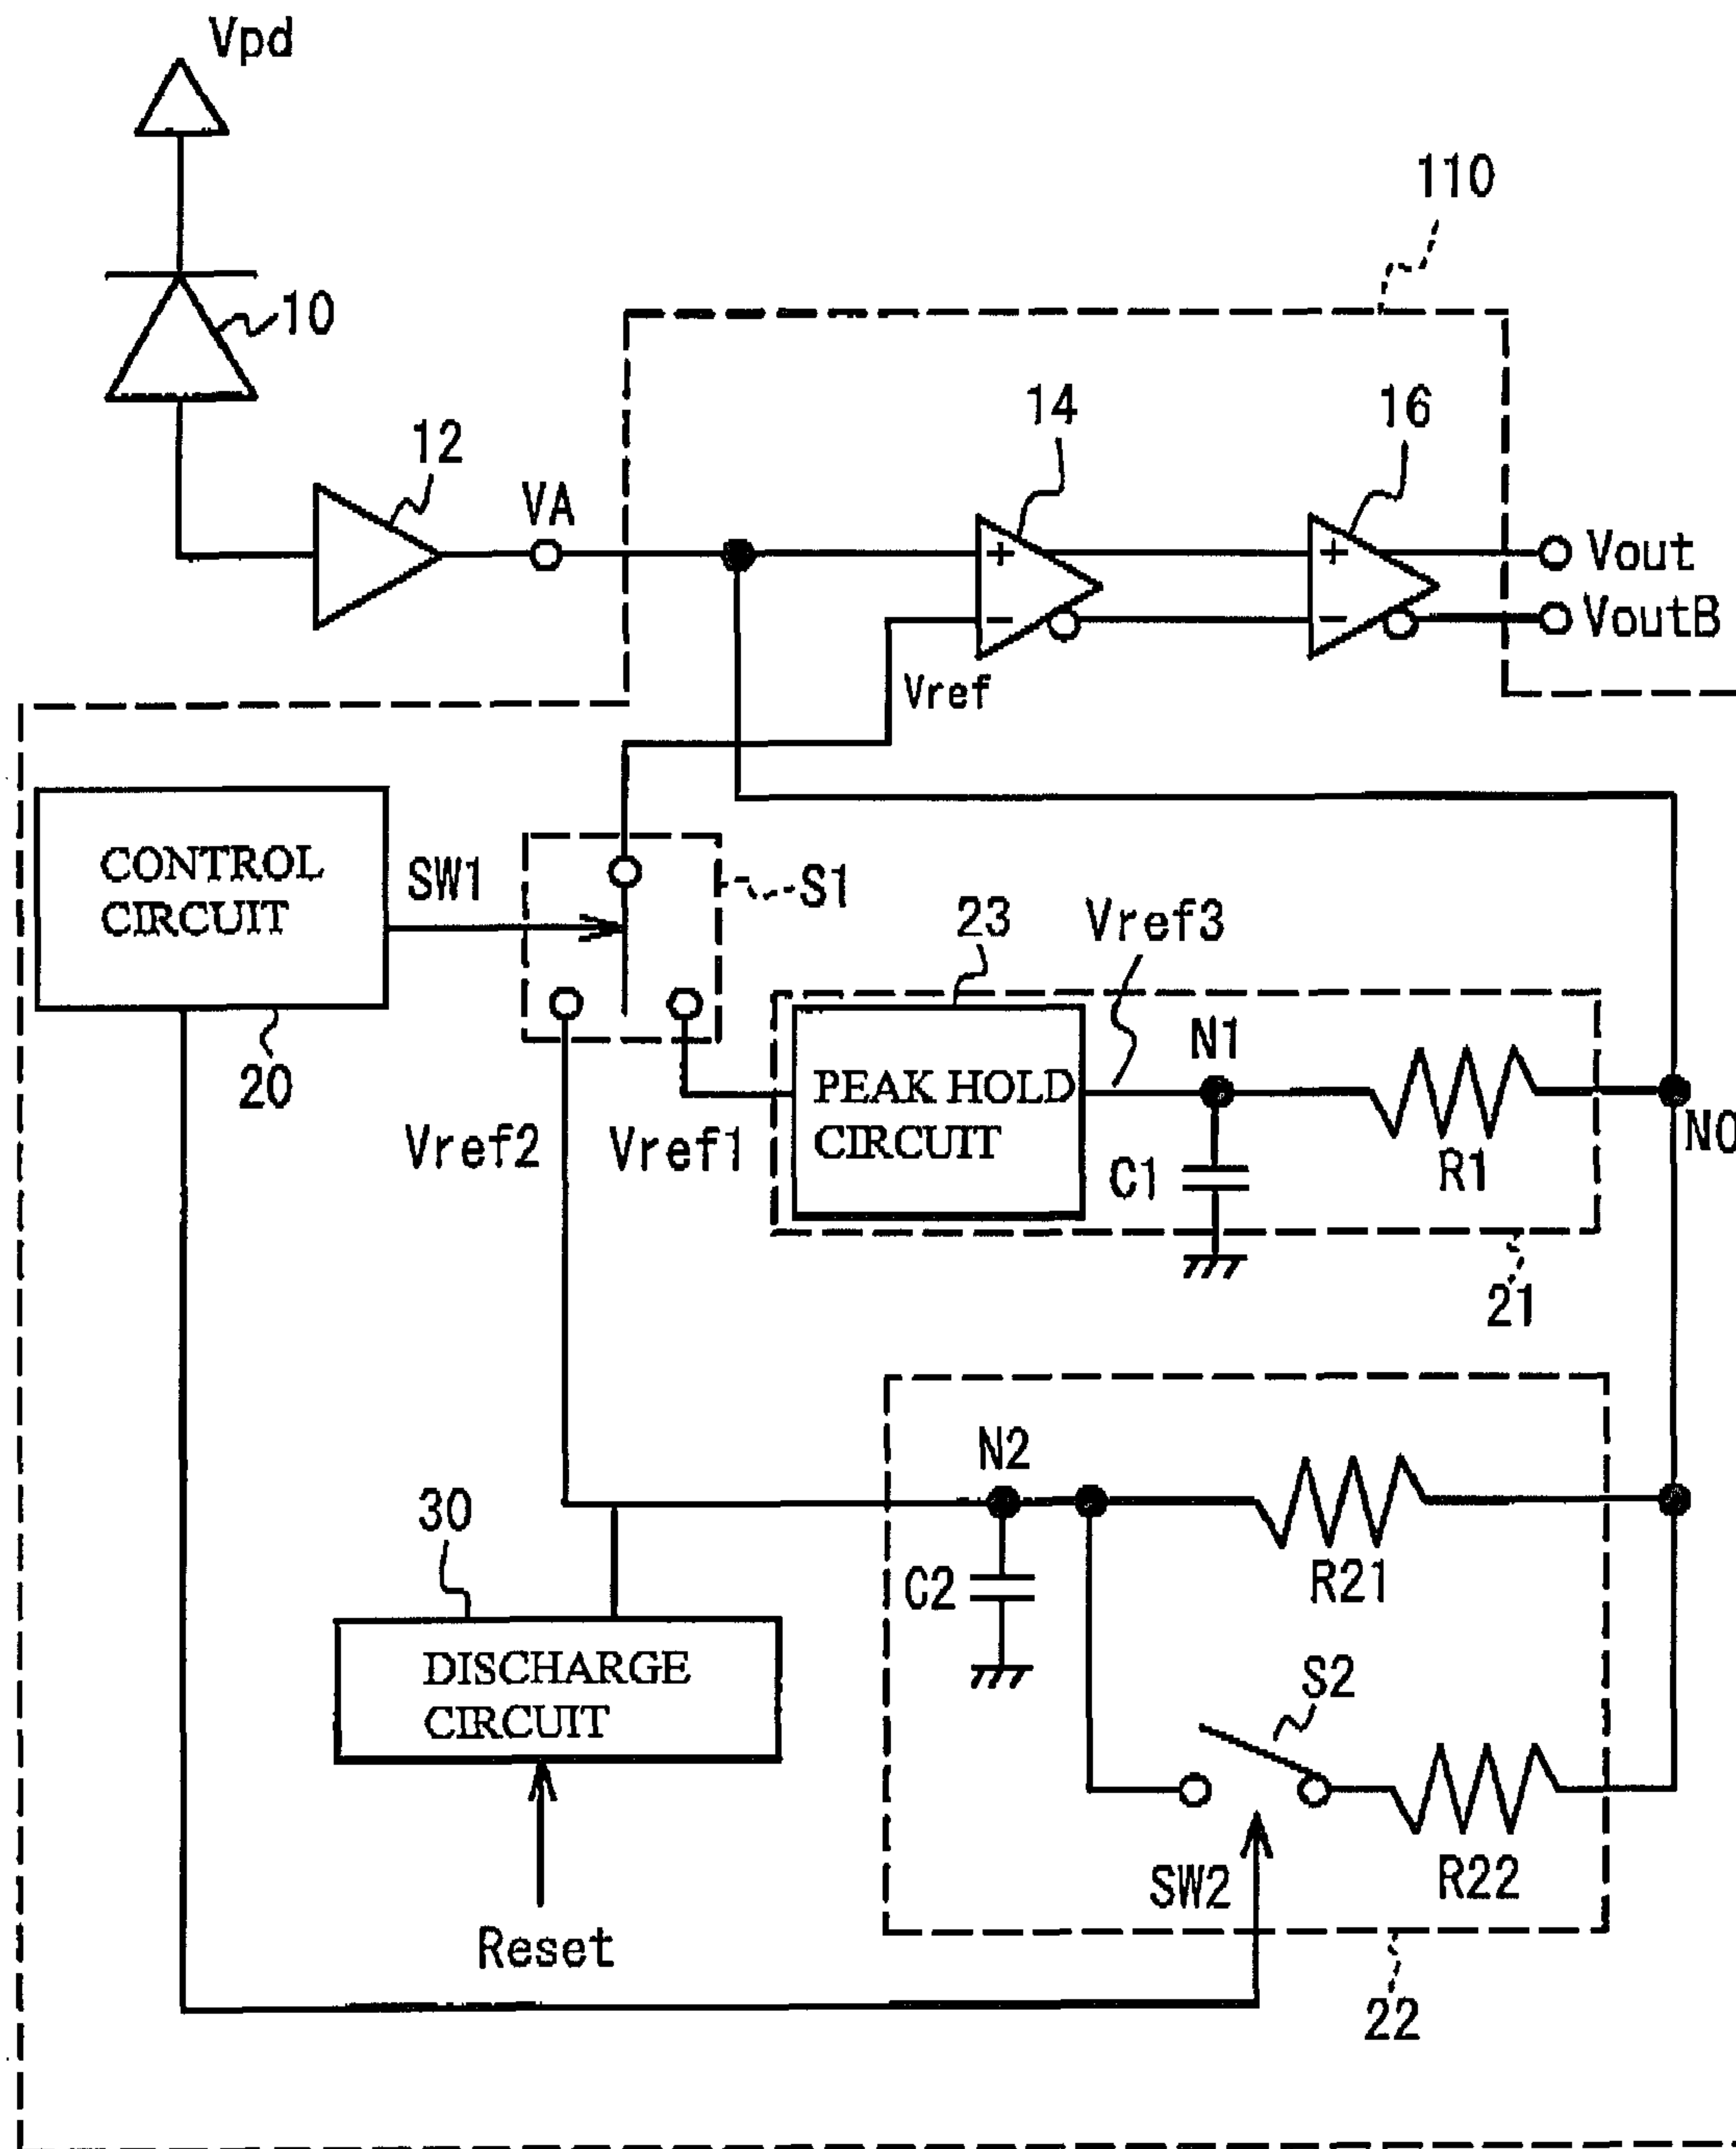 Vpd
110
10
14
16
12
VA
+
+
Vout
-
-
VoutB
Vref
CONTROL
CIRCUIT
SW1
S1
23
Vref3
N1
20
PEAK HOLD
CIRCUIT
Vref2
Vref1
C1
R1
N0
21
N2
30
C2
R21
DISCHARGE
CIRCUIT
S2
SW2
R22
Reset
22